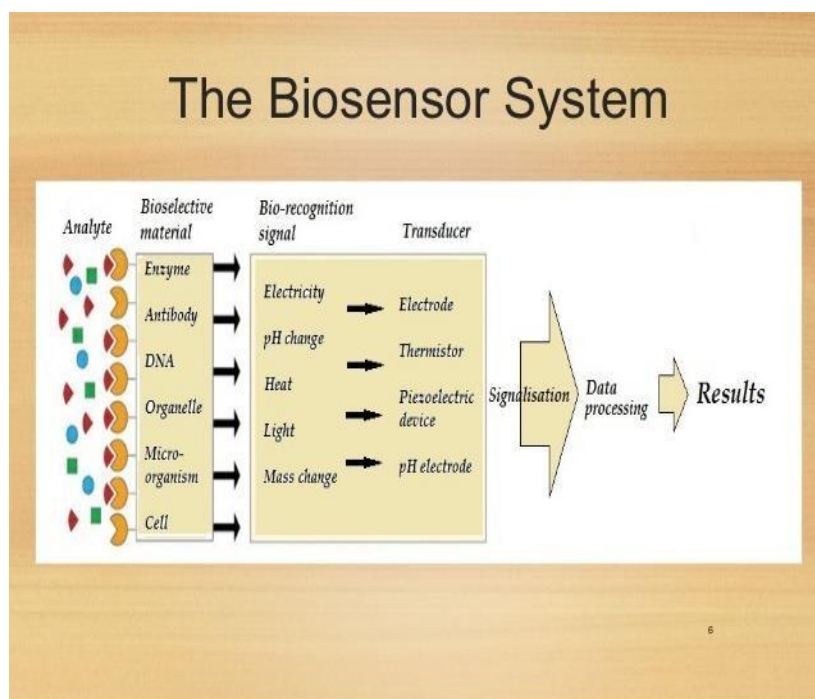 The Biosensor System
Analyte
Bioselective
material
Bio-recognition
signal
Transducer
Enzyme
Antibody
DNA
Organelle
Micro-
organism
Cell
Electricity
pH change
Heat
Light
Mass change
Electrode
Thermistor
Piezoelectric
device
pH electrode
Signalisation
Data
processing
Results
6